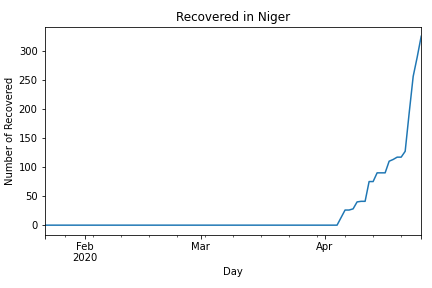 Recovered in Niger
Number of Recovered
300
250
200
150
100
50
0
Feb
2020
Mar
Apr
Day